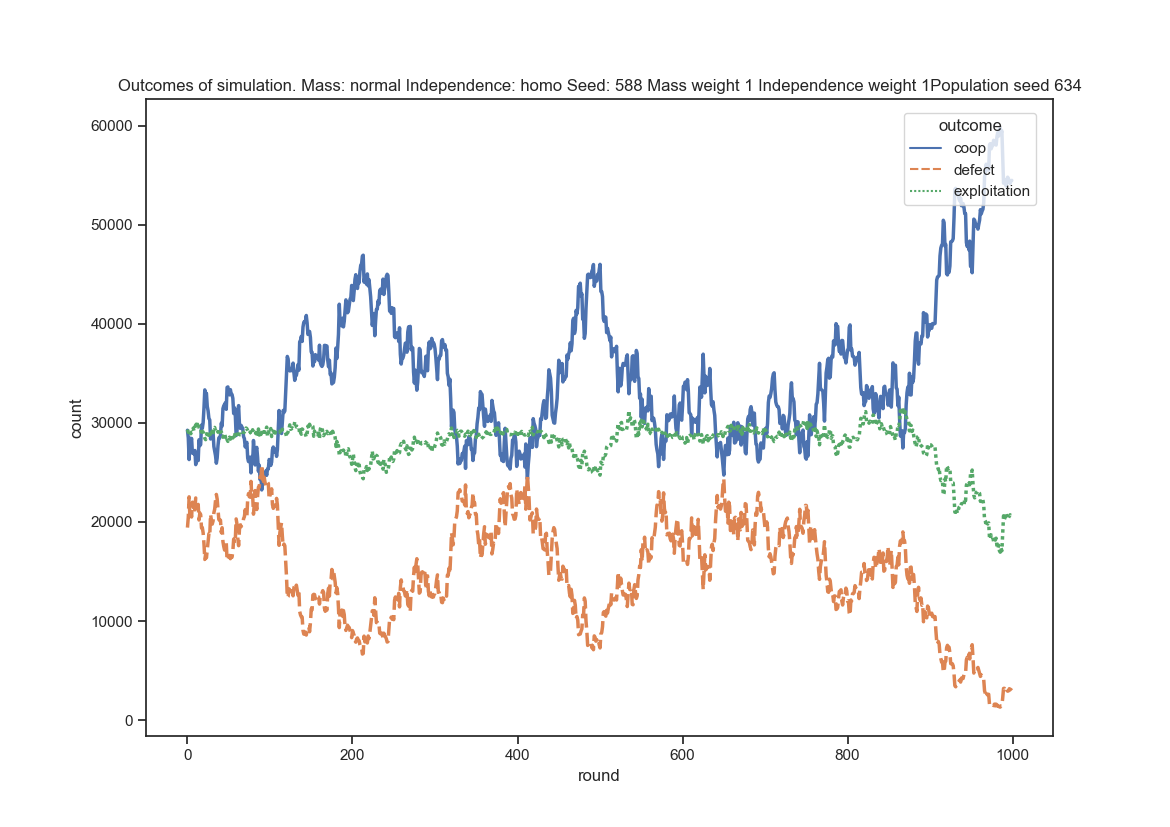 Outcomes of simulation. Mass: normal Independence: homo Seed: 588 Mass weight 1 Independence weight 1Population seed 634
outcome
coop
defect
exploitation
60000
50000
40000
30000
20000
10000
0
count
0 200 400 600 800 1000
round